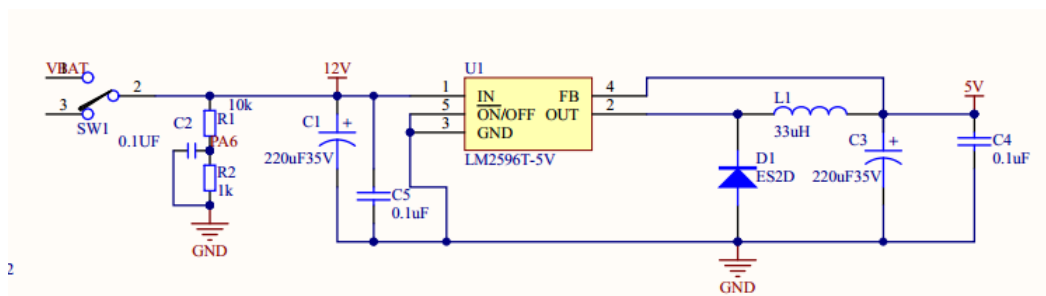 VBAT
1
2
3
SW1
10k
C2
R1
0.1UF
PA6
R2
1k
GND
12V
C1
220uF35V
C5
0.1uF
U1
1
IN
FB
4
5
ON/OFF
OUT
2
3
GND
LM2596T-5V
L1
33uH
5V
D1
ES2D
C3
220uF35V
C4
0.1uF
GND
2